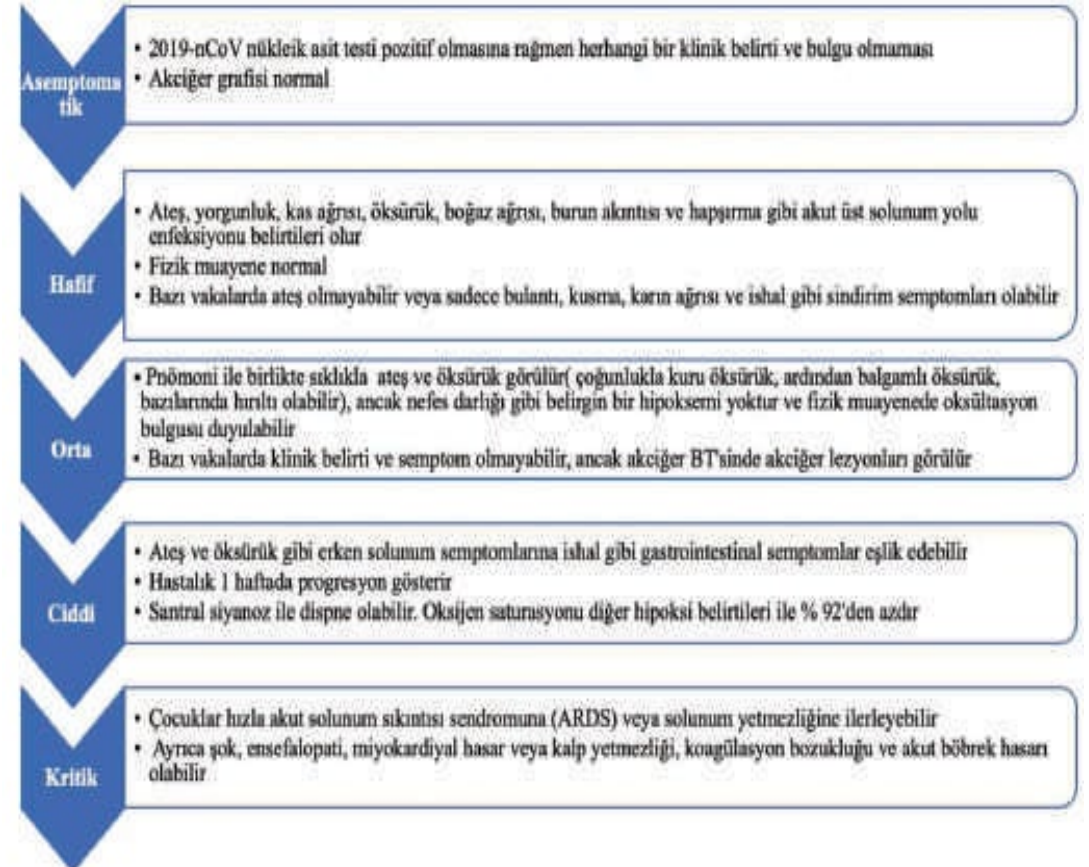 Asemptoma
tik
• 2019-nCoV nükleik asit testi pozitif olmasına rağmen herhangi bir klinik belirti ve bulgu olmaması
• Akciğer grafisi normal
Hafif
• Ateş, yorgunluk, kas ağrısı, öksürük, boğaz ağrısı, burun akıntısı ve hapşırma gibi akut üst solunum yolu
enfeksiyonu belirtileri olur
• Fizik muayene normal
• Bazı vakalarda ateş olmayabilir veya sadece bulantı, kusma, karın ağrısı ve ishal gibi sindirim semptomları olabilir
Orta
• Pnömoni ile birlikte sıklıkla ateş ve öksürük görülür( çoğunlukla kuru öksürük, ardından balgamlı öksürük,
bazılarında hırıltı olabilir), ancak nefes darlığı gibi belirgin bir hipoksemi yoktur ve fizik muayenede oksültasyon
bulgusu duyulabilir
• Bazı vakalarda klinik belirti ve semptom olmayabilir, ancak akciğer BT'sinde akciğer lezyonları görülür
Ciddi
• Ateş ve öksürük gibi erken solunum semptomlarına ishal gibi gastrointestinal semptomlar eşlik edebilir
• Hastalık 1 haftada progresyon gösterir
• Santral siyanoz ile dispne olabilir. Oksijen saturasyonu diğer hipoksi belirtileri ile % 92'den azdır
Kritik
• Çocuklar hızla akut solunum sıkıntısı sendromuna (ARDS) veya solunum yetmezliğine ilerleyebilir
• Ayrıca şok, ensefalopati, miyokardiyal hasar veya kalp yetmezliği, koagülasyon bozukluğu ve akut böbrek hasarı
olabilir